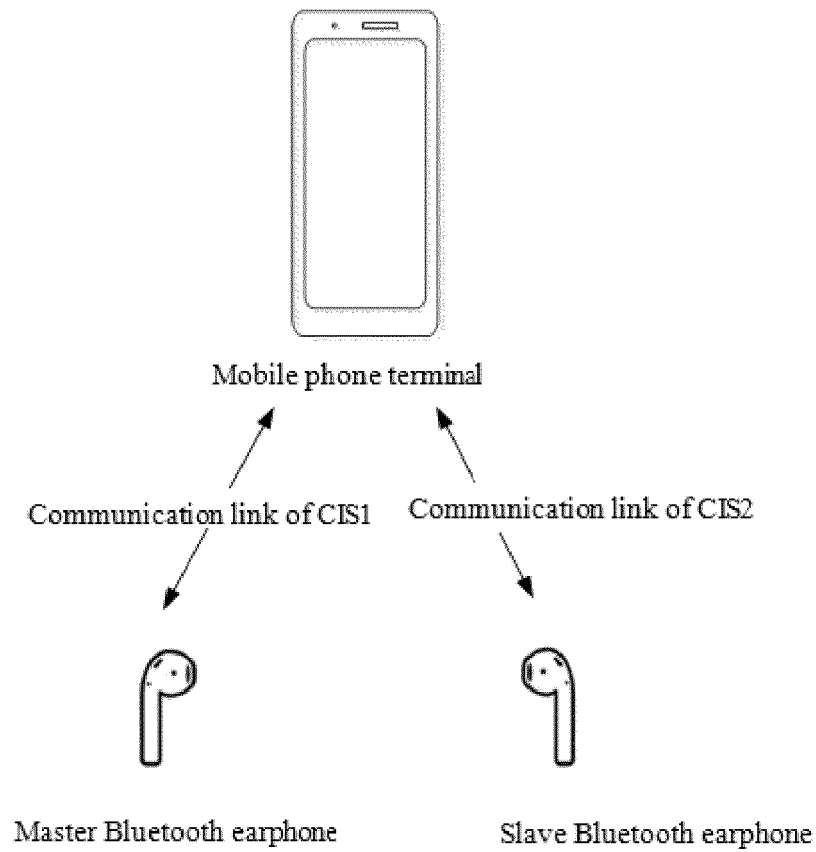 Mobile phone terminal
Communication link of CIS1
Communication link of CIS2
Master Bluetooth earphone
Slave Bluetooth earphone